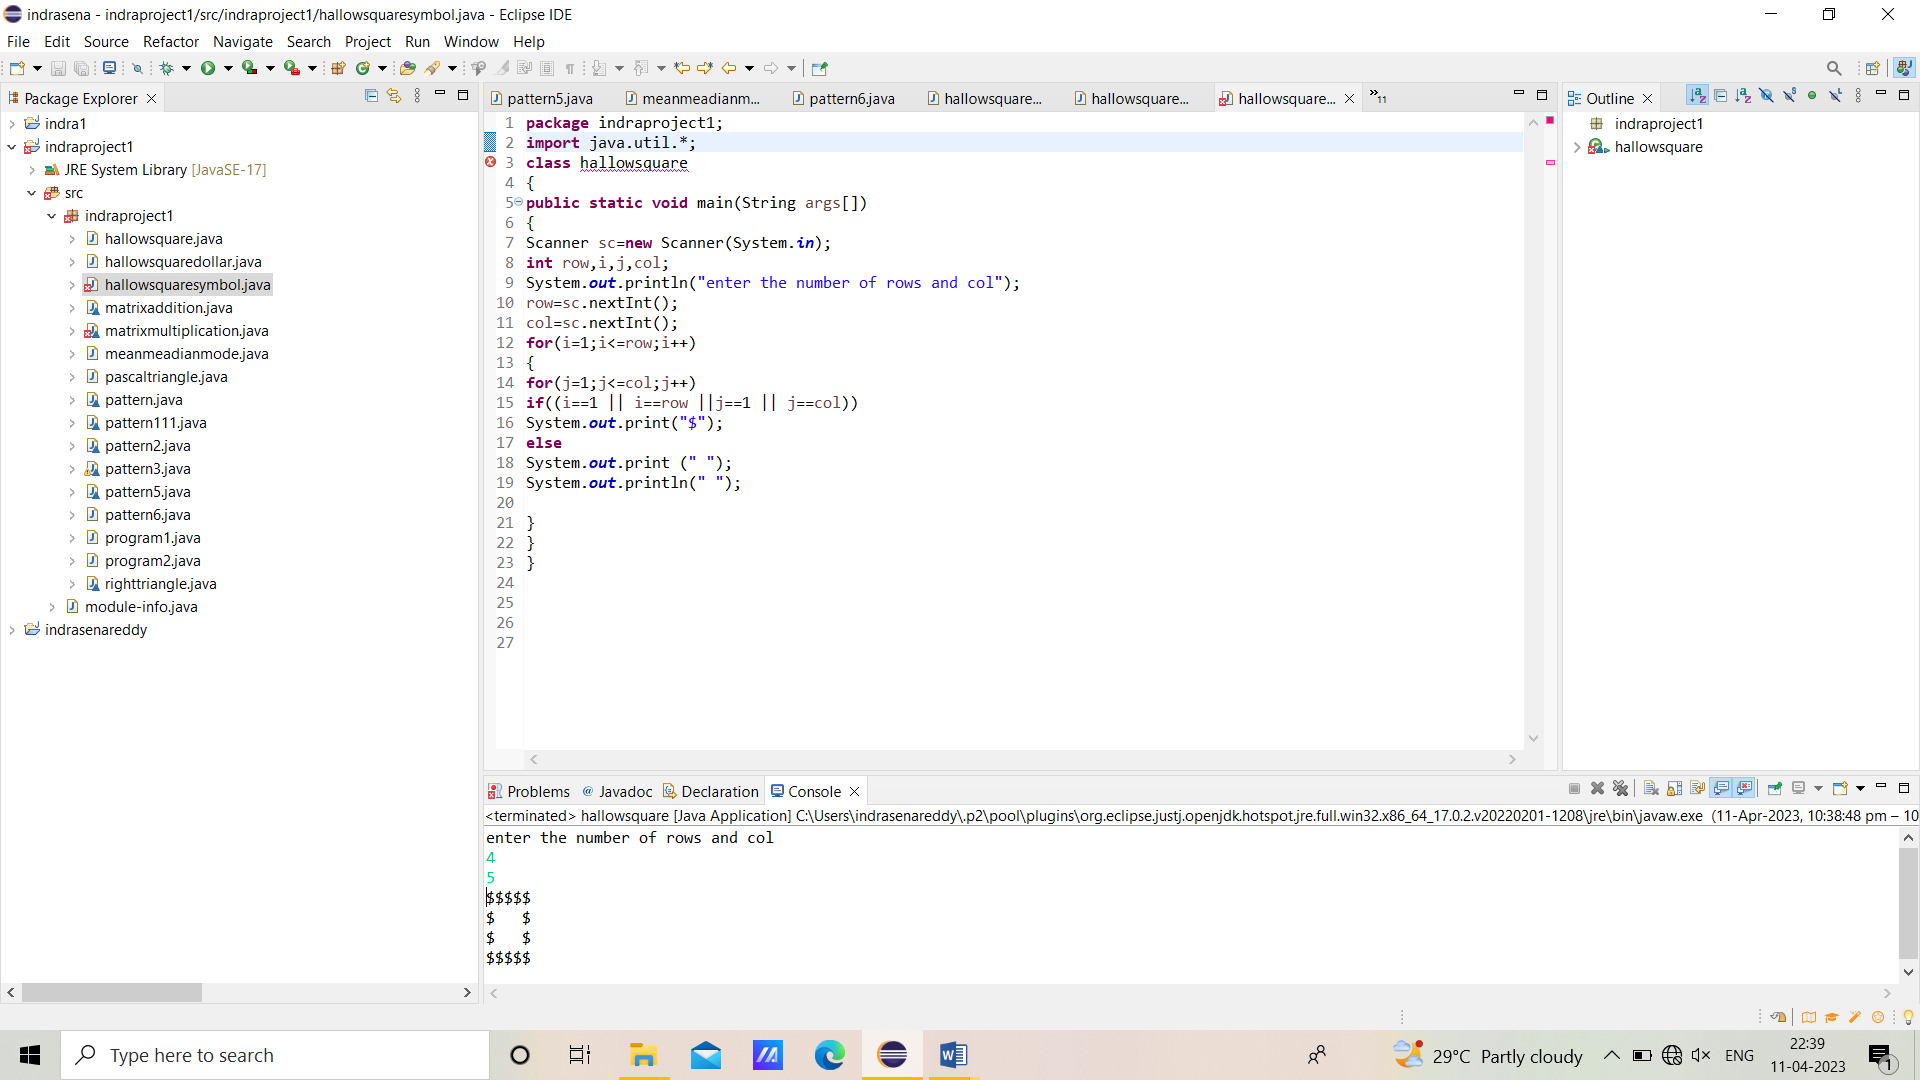 indrasena - indraproject1/src/indraproject1/hallowsquaresymbol.java - Eclipse IDE
File Edit Source Refactor Navigate Search Project Run Window Help
Package Explorer
indra1
indraproject1
JRE System Library [JavaSE-17]
src
indraproject1
hallowsquare.java
hallowsquaredollar.java
hallowsquaresymbol.java
matrixaddition.java
matrixmultiplication.java
meanmeadianmode.java
pascaltriangle.java
pattern.java
pattern111.java
pattern2.java
pattern3.java
pattern5.java
pattern6.java
program1.java
program2.java
righttriangle.java
module-info.java
indrasenareddy
pattern5.java meanmeadianm... pattern6.java hallowsquare... hallowsquare... hallowsquare... »11
1 package indraproject1;
2 import java.util.*;
3 class hallowsquare
4 {
5 public static void main(String args[])
6 {
7 Scanner sc=new Scanner(System.in);
8 int row,i,j,col;
9 System.out.println("enter the number of rows and col");
10 row=sc.nextInt();
11 col=sc.nextInt();
12 for(i=1;i<=row;i++)
13 {
14 for(j=1;j<=col;j++)
15 if((i==1 || i==row ||j==1 || j==col))
16 System.out.print("$");
17 else
18 System.out.print (" ");
19 System.out.println(" ");
20
21 }
22 }
23 }
24
25
26
27
Outline
indraproject1
hallowsquare
Problems @ Javadoc Declaration Console
<terminated> hallowsquare [Java Application] C:\Users\indrasenareddy\.p2\pool\plugins\org.eclipse.justj.openjdk.hotspot.jre.full.win32.x86_64_17.0.2.v20220201-1208\jre\bin\javaw.exe (11-Apr-2023, 10:38:48 pm – 10
enter the number of rows and col
4
5
$$$$$
$   $
$   $
$$$$$
Type here to search
29°C Partly cloudy
ENG
22:39
11-04-2023
1